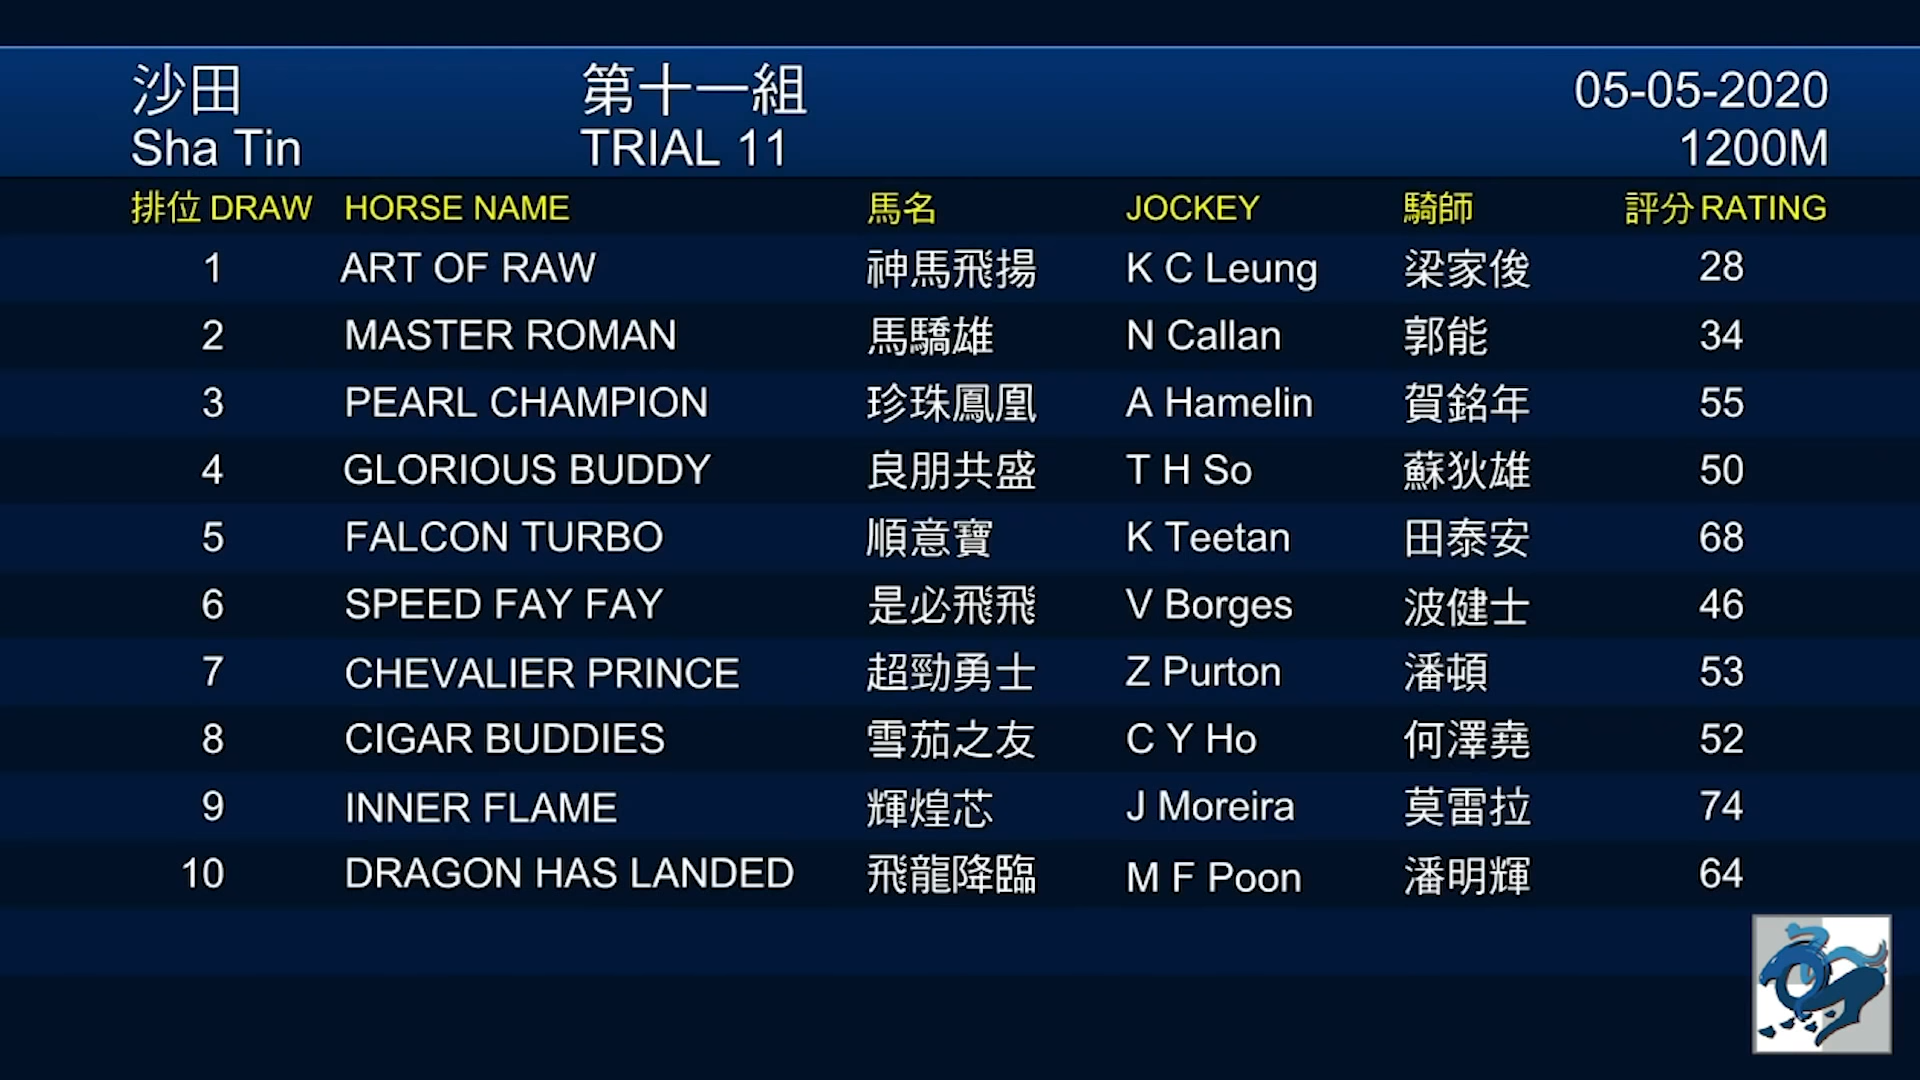 沙田 第十一組 05-05-2020
Sha Tin TRIAL 11 1200M
排位 DRAW HORSE NAME 馬名 JOCKEY 騎師 評分 RATING
1 ART OF RAW 神馬飛揚 K C Leung 梁家俊 28
2 MASTER ROMAN 馬驕雄 N Callan 郭能 34
3 PEARL CHAMPION 珍珠鳳凰 A Hamelin 賀銘年 55
4 GLORIOUS BUDDY 良朋共盛 T H So 蘇狄雄 50
5 FALCON TURBO 順意寶 K Teetan 田泰安 68
6 SPEED FAY FAY 是必飛飛 V Borges 波健士 46
7 CHEVALIER PRINCE 超勁勇士 Z Purton 潘頓 53
8 CIGAR BUDDIES 雪茄之友 C Y Ho 何澤堯 52
9 INNER FLAME 輝煌芯 J Moreira 莫雷拉 74
10 DRAGON HAS LANDED 飛龍降臨 M F Poon 潘明輝 64